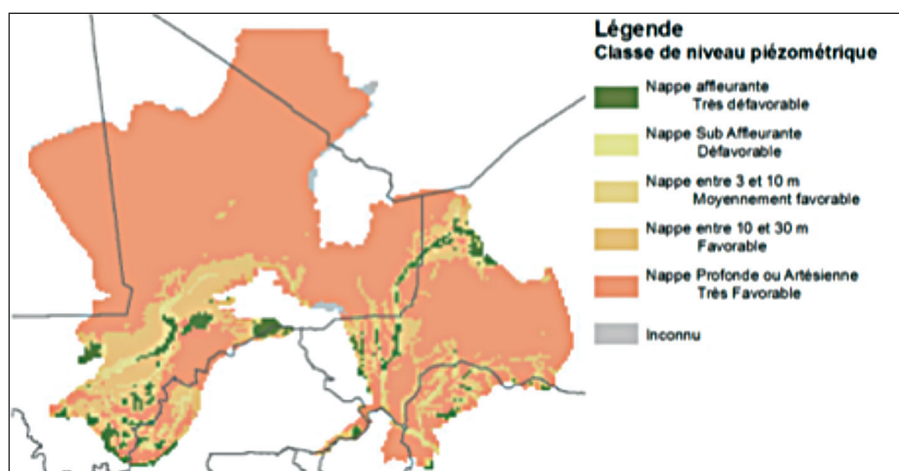 Légende
Classe de niveau piézométrique
Nappe affleurante
Très défavorable
Nappe Sub Affleurante
Défavorable
Nappe entre 3 et 10 m
Moyennement favorable
Nappe entre 10 et 30 m
Favorable
Nappe Profonde ou Artésienne
Très Favorable
Inconnu